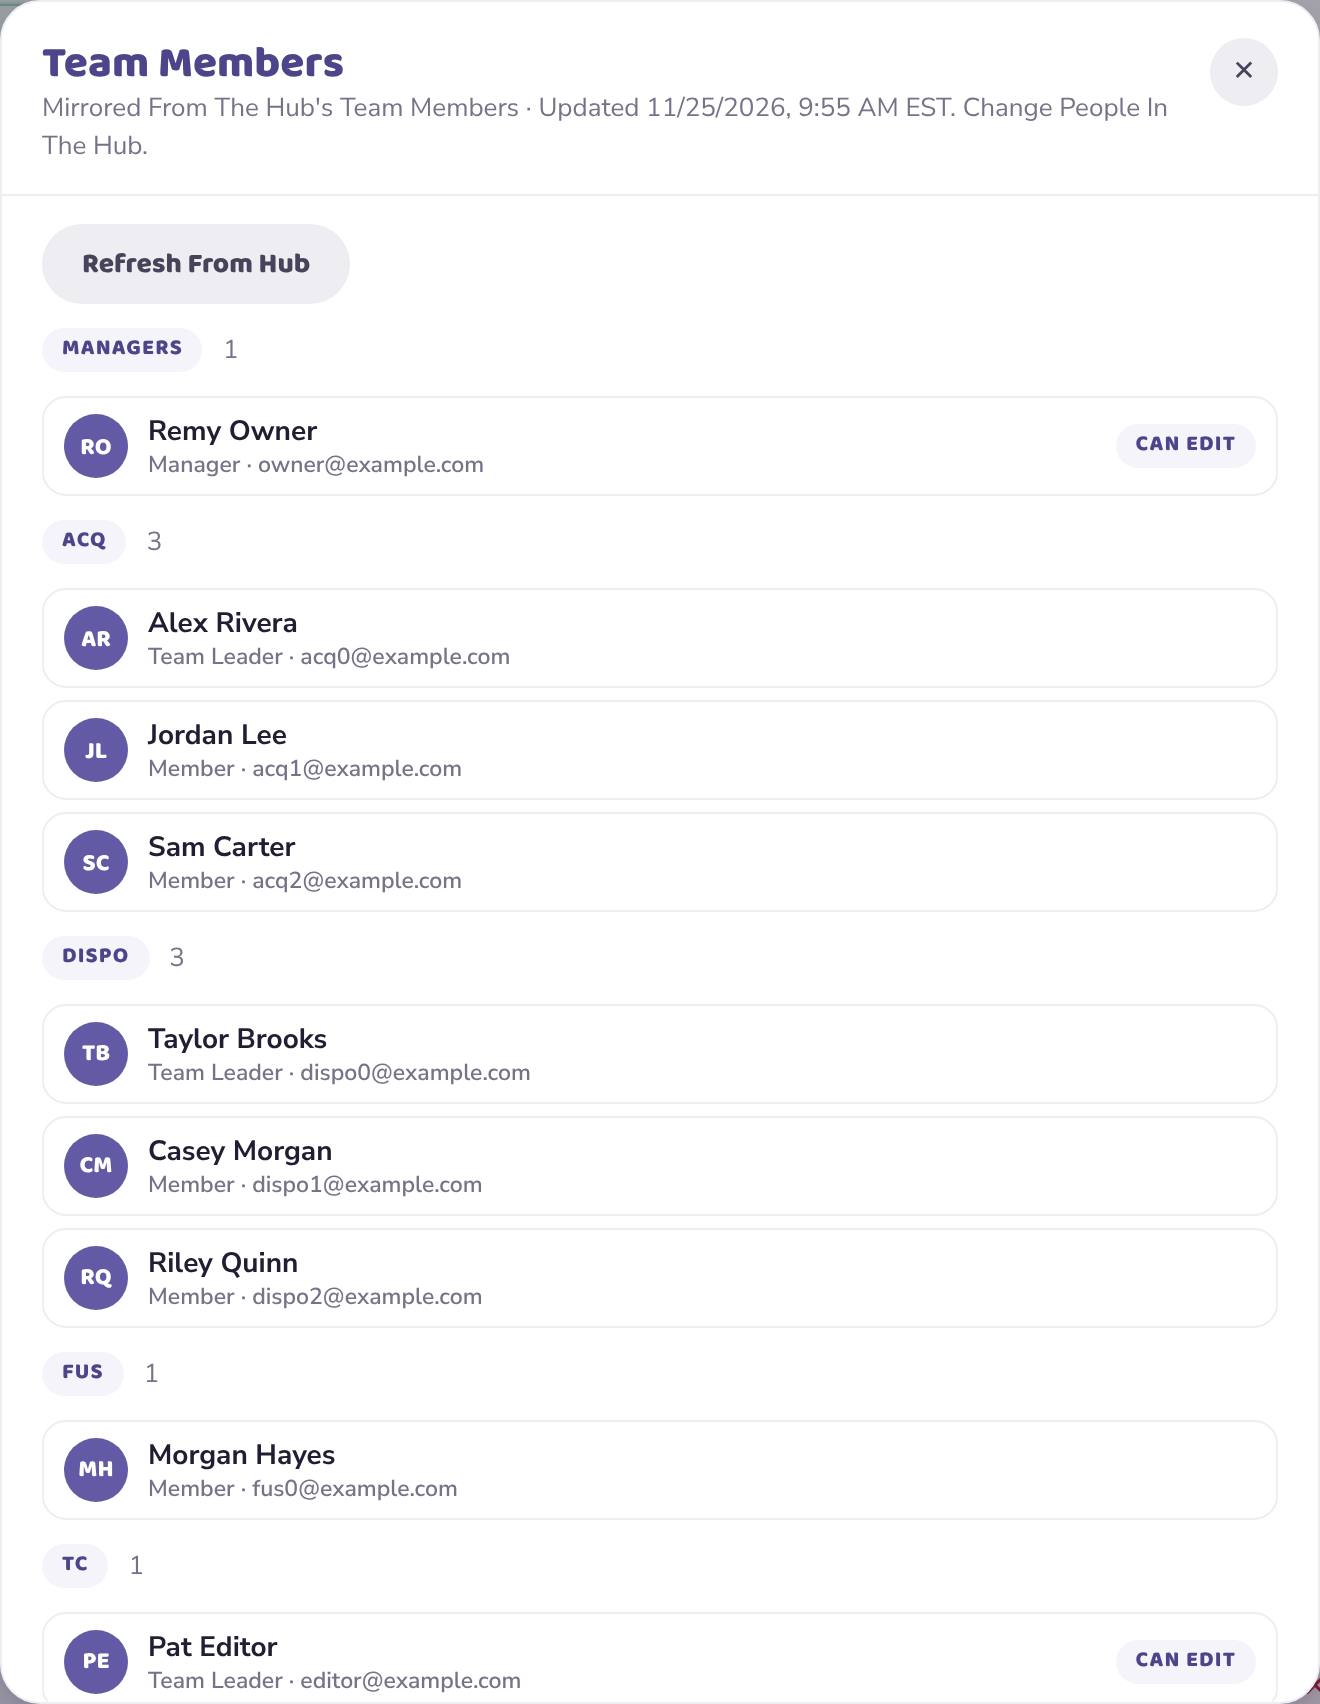 Team Members
✕
Mirrored From The Hub's Team Members · Updated 11/25/2026, 9:55 AM EST. Change People In
The Hub.
Refresh From Hub
MANAGERS 1
RO
Remy Owner
Manager · owner@example.com
CAN EDIT
ACQ 3
AR
Alex Rivera
Team Leader · acq0@example.com
JL
Jordan Lee
Member · acq1@example.com
SC
Sam Carter
Member · acq2@example.com
DISPO 3
TB
Taylor Brooks
Team Leader · dispo0@example.com
CM
Casey Morgan
Member · dispo1@example.com
RQ
Riley Quinn
Member · dispo2@example.com
FUS 1
MH
Morgan Hayes
Member · fus0@example.com
TC 1
PE
Pat Editor
Team Leader · editor@example.com
CAN EDIT